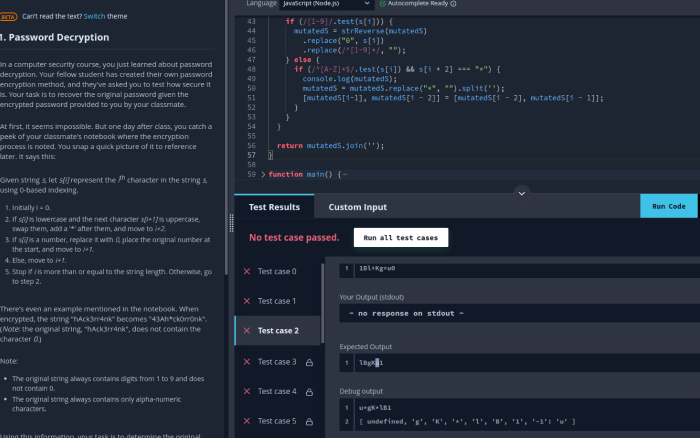 BETA Can't read the text? Switch theme
1. Password Decryption
In a computer security course, you just learned about password
decryption. Your fellow student has created their own password
encryption method, and they've asked you to test how secure it
is. Your task is to recover the original password given the
encrypted password provided to you by your classmate.
At first, it seems impossible. But one day after class, you catch a
peek of your classmate's notebook where the encryption
process is noted. You snap a quick picture of it to reference
later. It says this:
Given string s, let s[i] represent the ith character in the string s,
using 0-based indexing.
1. Initially i = 0.
2. If s[i] is lowercase and the next character s[i+1] is uppercase,
swap them, add a '*' after them, and move to i+2.
3. If s[i] is a number, replace it with 0, place the original number
at the start, and move to i+1.
4. Else, move to i+1.
5. Stop if i is more than or equal to the string length. Otherwise, go
to step 2.
There's even an example mentioned in the notebook. When
encrypted, the string "hAck3rr4nk" becomes "43Ah*ck0rr0nk".
(Note: the original string, "hAck3rr4nk", does not contain the
character 0.)
Note:
• The original string always contains digits from 1 to 9 and does
not contain 0.
• The original string always contains only alpha-numeric
characters.
Using this information, your task is to determine the original
Language JavaScript (Node.js) Autocomplete Ready
43 if (/[1-9]/.test(s[i])) {
44 mutatedS = strReverse(mutatedS)
45 .replace("0", s[i])
46 .replace(/^[1-9]+/, "");
47 } else {
48 if (/^[A-Z]+$/.test(s[i]) && s[i + 2] === "*") {
49 console.log(mutatedS);
50 mutatedS = mutatedS.replace("*", "").split('');
51 [mutatedS[i-1], mutatedS[i - 2]] = [mutatedS[i - 2], mutatedS[i - 1]];
52 }
53 }
54 }
55
56 return mutatedS.join('');
57 }
58
59 > function main() {
Test Results Custom Input Run Code
No test case passed. Run all test cases
Test case 0
Test case 1
Test case 2
Test case 3
Test case 4
Test case 5
Your Output (stdout)
~ no response on stdout ~
Expected Output
Debug output
1 u*gK*lB1